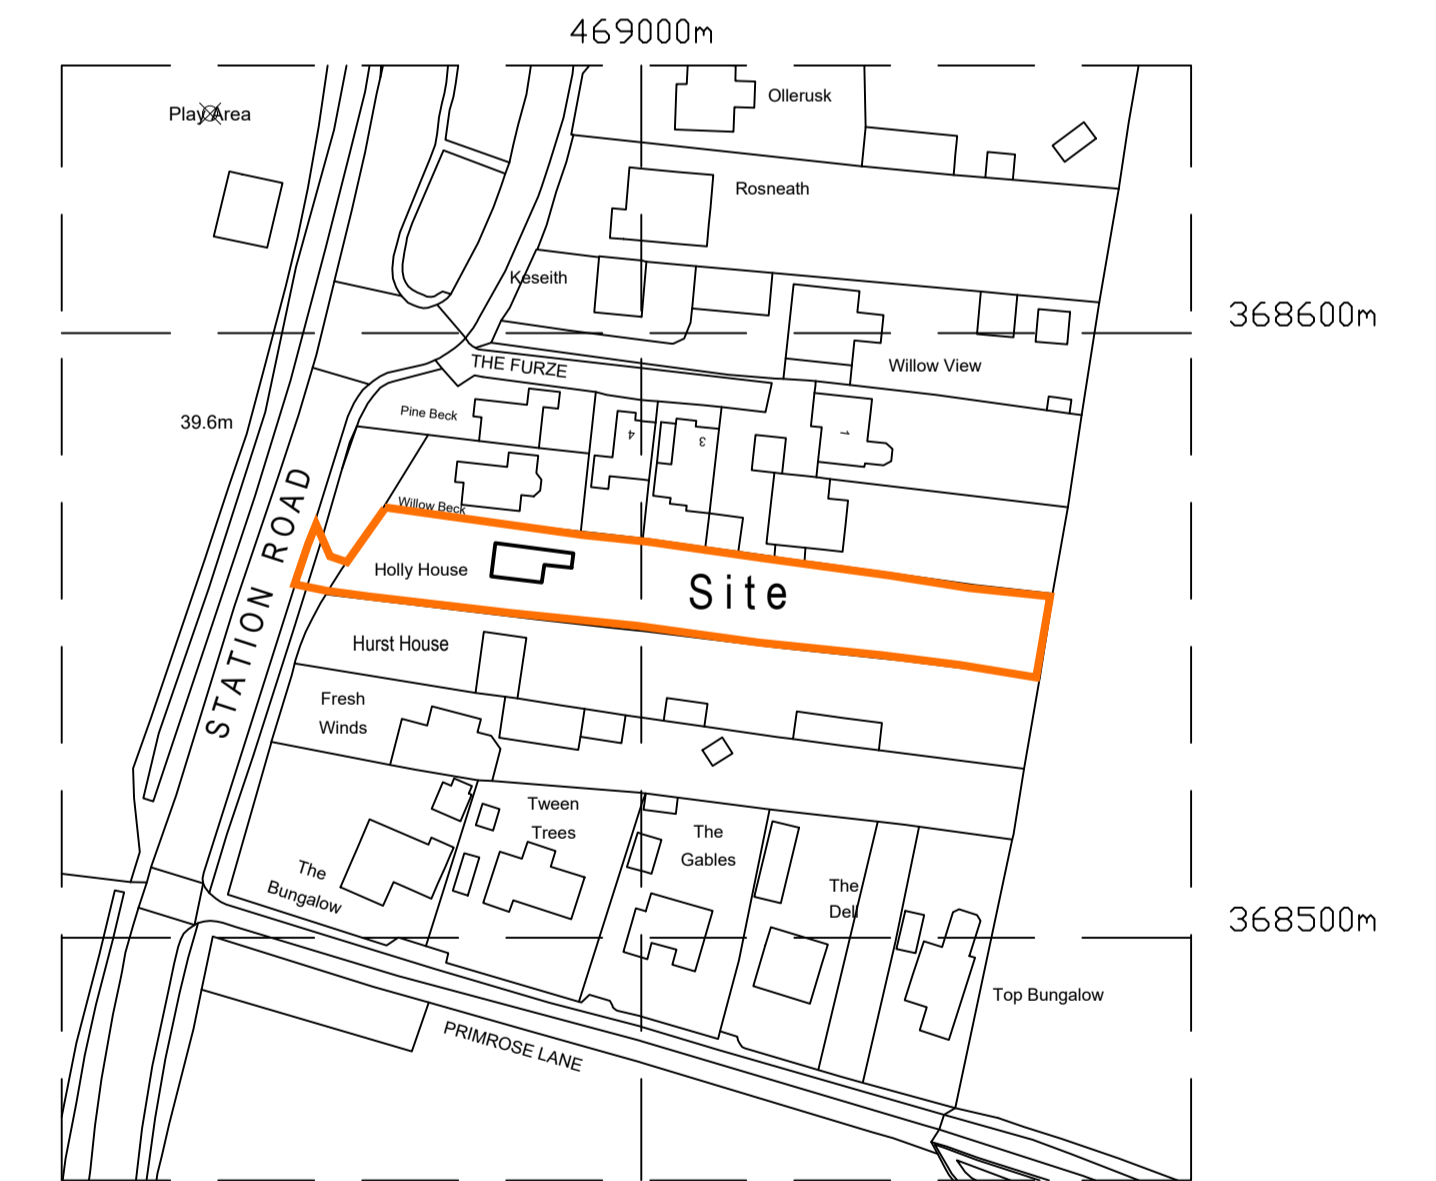 469000m
Play Area
Ollerusk
Rosneath
Keseith
368600m
THE FURZE
Willow View
Pine Beck
39.6m
4
3
1
Willow Beck
STATION ROAD
Holly House
Site
Hurst House
Fresh
Winds
Tween
Trees
The
Gables
The
Bungalow
The
Dell
368500m
Top Bungalow
PRIMROSE LANE